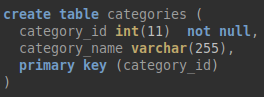 create table categories (
  category_id int(11)  not null,
  category_name varchar(255),
  primary key (category_id)
)